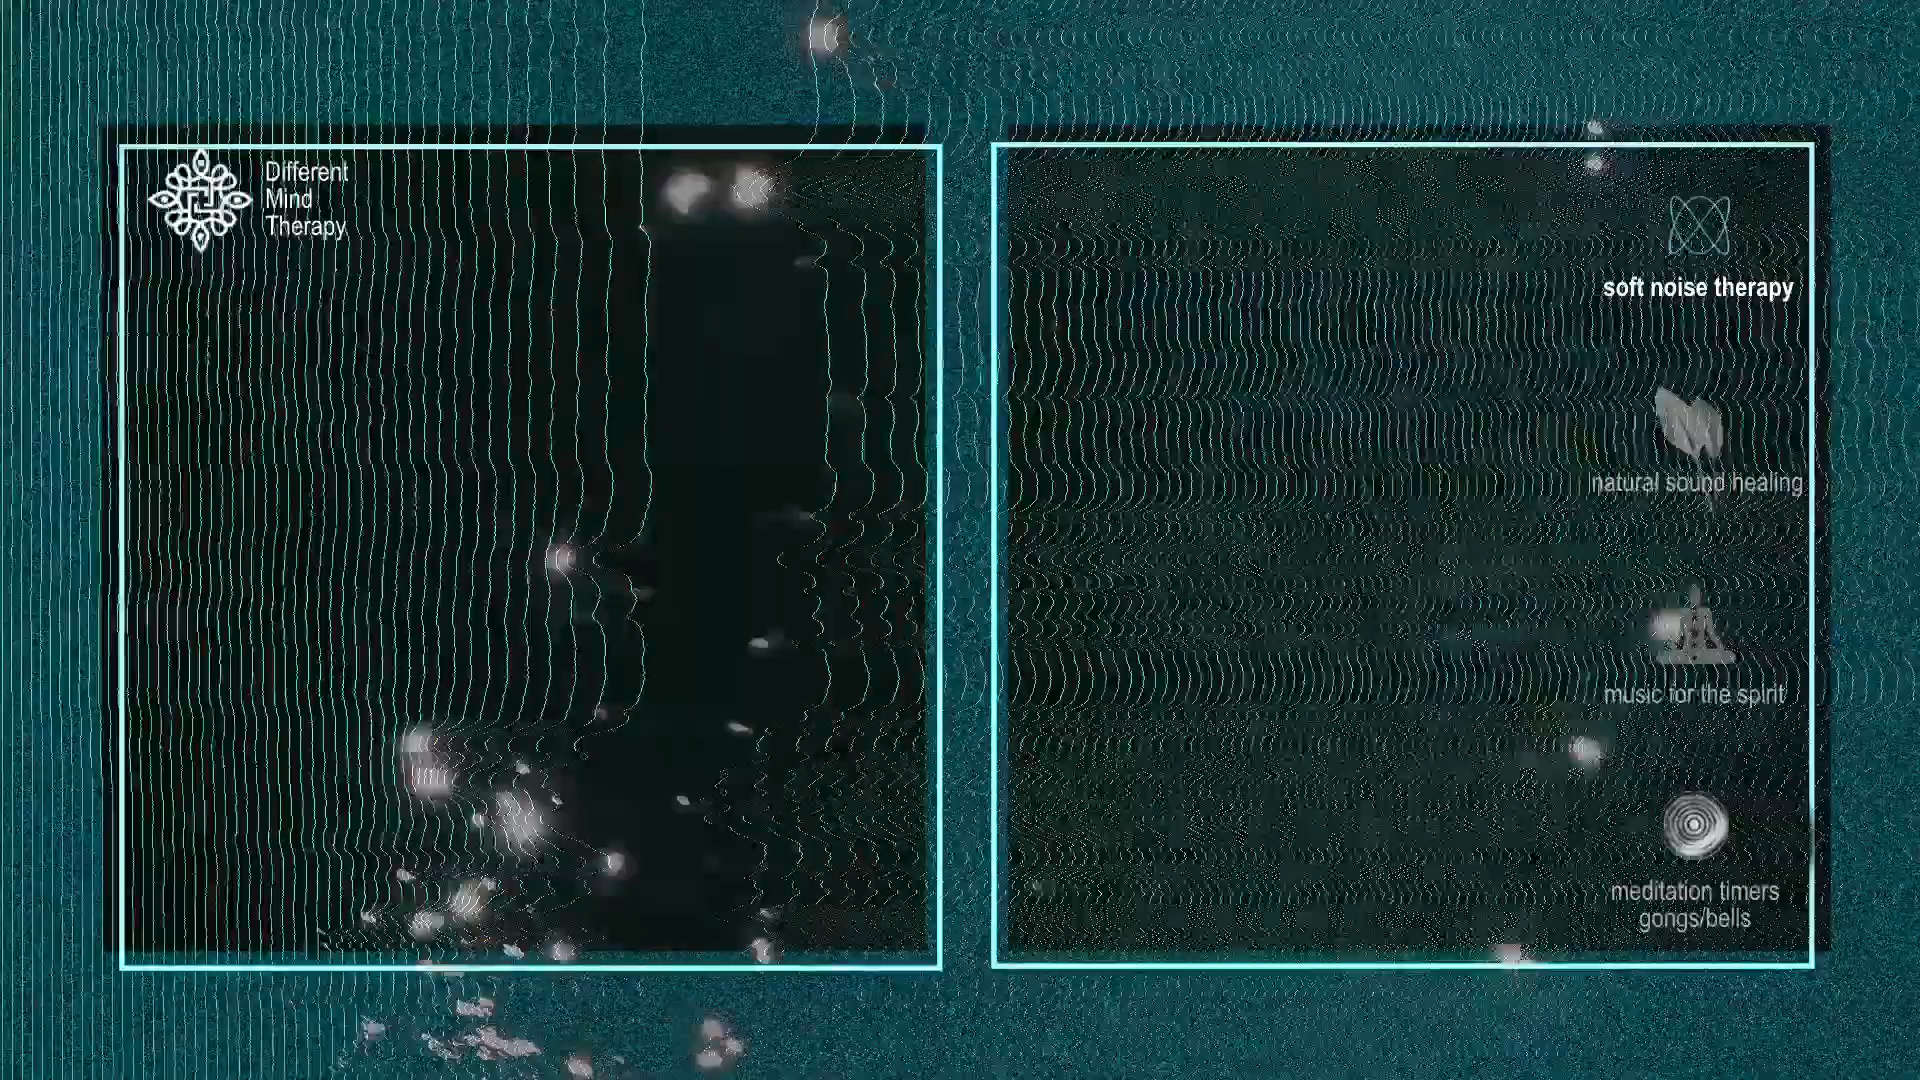 Different
Mind
Therapy
soft noise therapy
natural sound healing
music for the spirit
meditation timers
gongs/bells